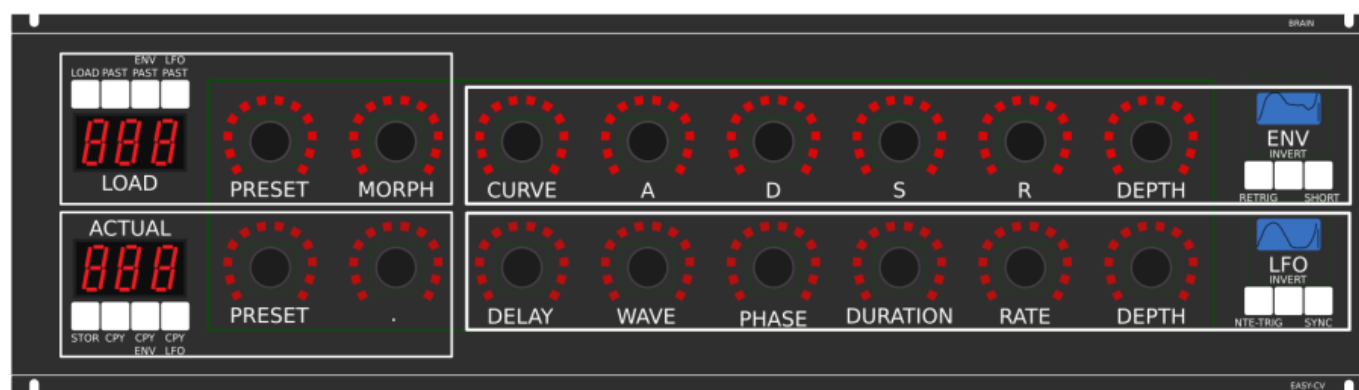 BRAIN
ENV LFO
LOAD PAST PAST PAST
888
LOAD
PRESET MORPH
CURVE A D S R DEPTH
ENV
INVERT
RETRIG SHORT
ACTUAL
888
PRESET .
STOR CPY CPY CPY
ENV LFO
DELAY WAVE PHASE DURATION RATE DEPTH
LFO
INVERT
NTE-TRIG SYNC
EASY-CV